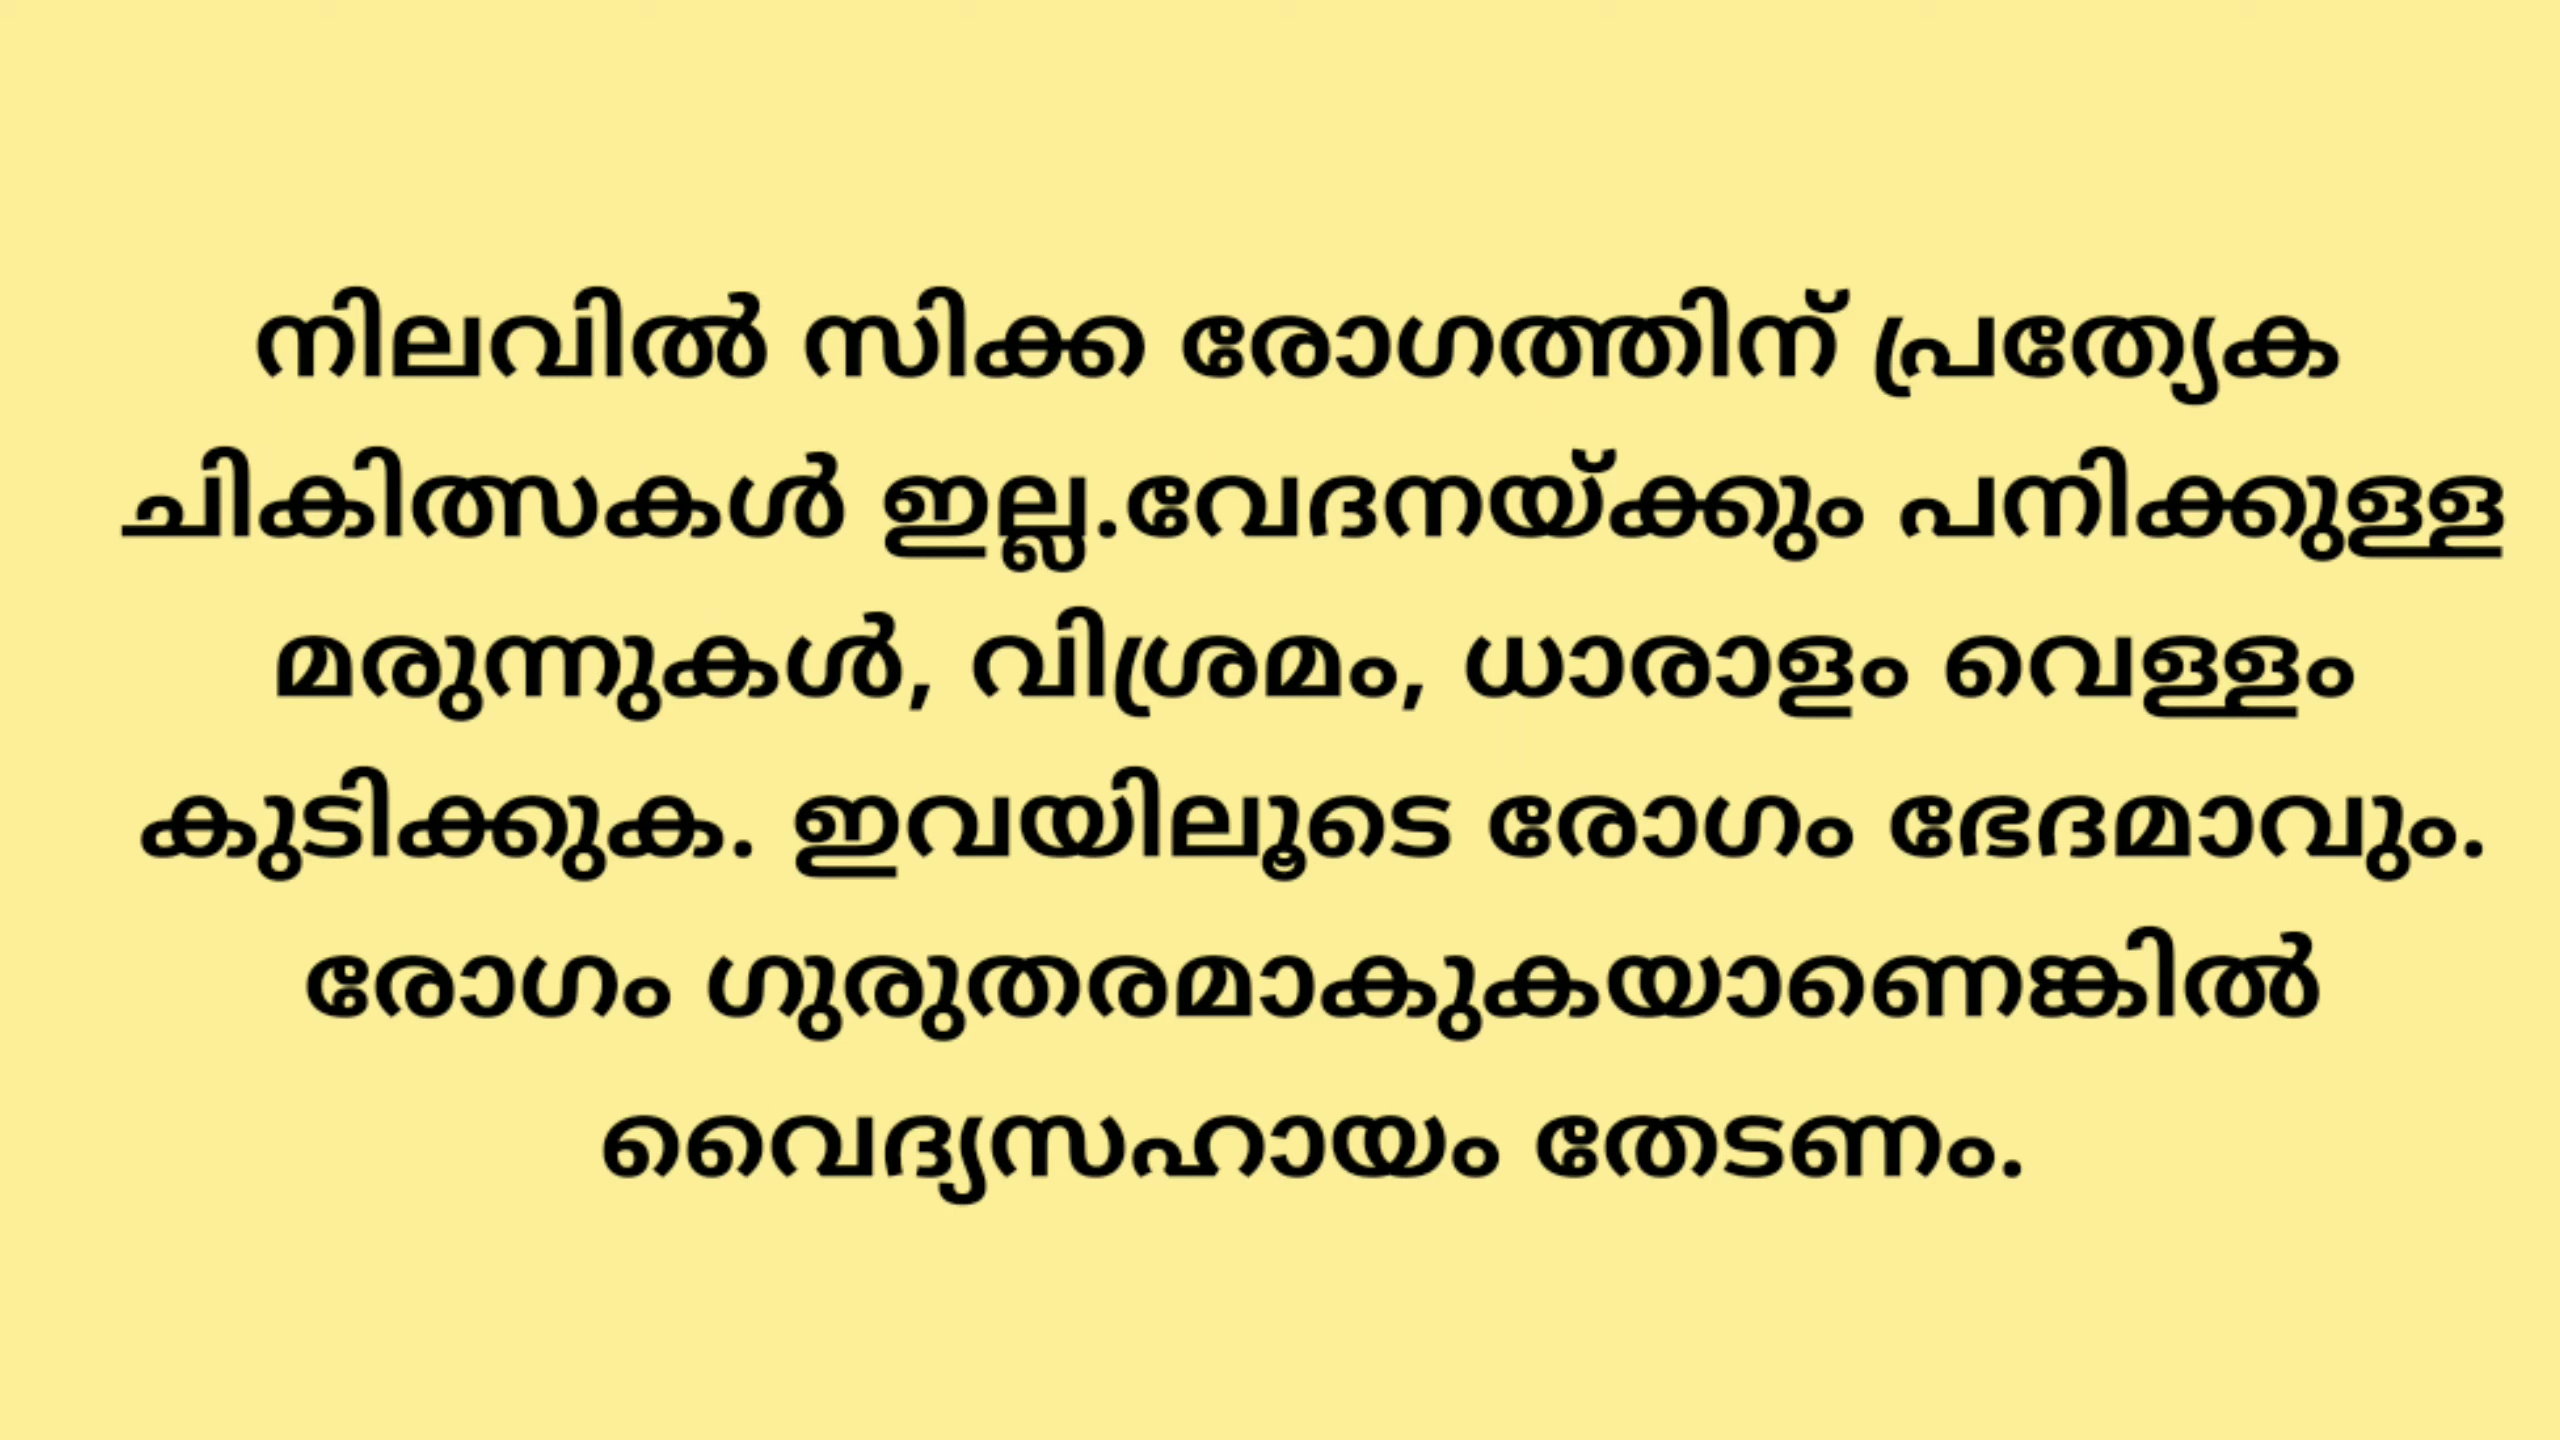 നിലവിൽ സിക്ക രോഗത്തിന് പ്രത്യേക
ചികിത്സകൾ ഇല്ല.വേദനയ്ക്കും പനിക്കുള്ള
മരുന്നുകൾ, വിശ്രമം, ധാരാളം വെള്ളം
കുടിക്കുക. ഇവയിലൂടെ രോഗം ഭേദമാവും.
രോഗം ഗുരുതരമാകുകയാണെങ്കിൽ
വൈദ്യസഹായം തേടണം.